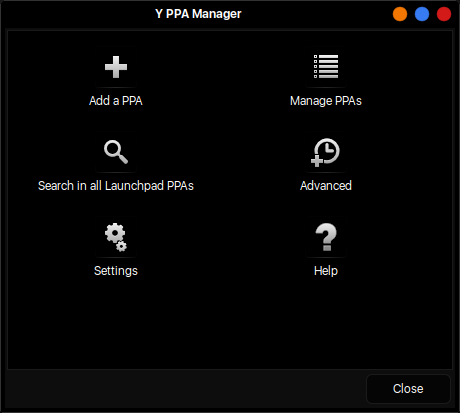 Y PPA Manager
Add a PPA
Manage PPAs
Search in all Launchpad PPAs
Advanced
Settings
Help
Close